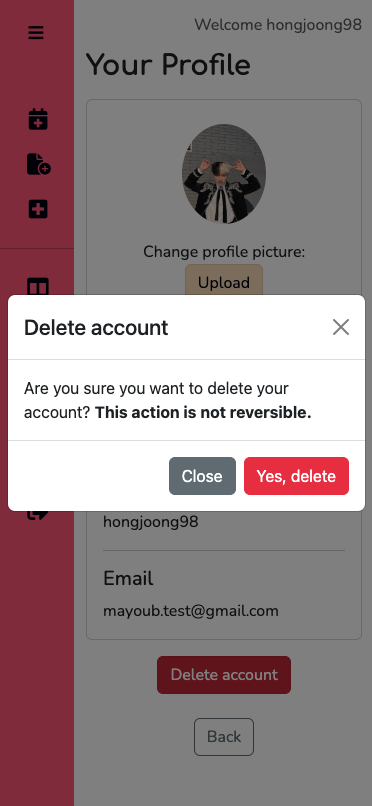 Welcome hongjoong98
Your Profile
Change profile picture:
Upload
Delete account
Are you sure you want to delete your
account? This action is not reversible.
Close
Yes, delete
hongjoong98
Email
mayoub.test@gmail.com
Delete account
Back